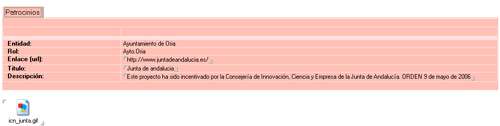 Patrocinios
Entidad: Ayuntamiento de Oria
Rol: Ayto.Oria
Enlace (url): http://www.juntadeandalucia.es/
Título: Junta de andalucia
Descripción: Este proyecto ha sido incentivado por la Consejería de Innovación, Ciencia y Empresa de la Junta de Andalucía. ORDEN 9 de mayo de 2006
icn_junta.gif